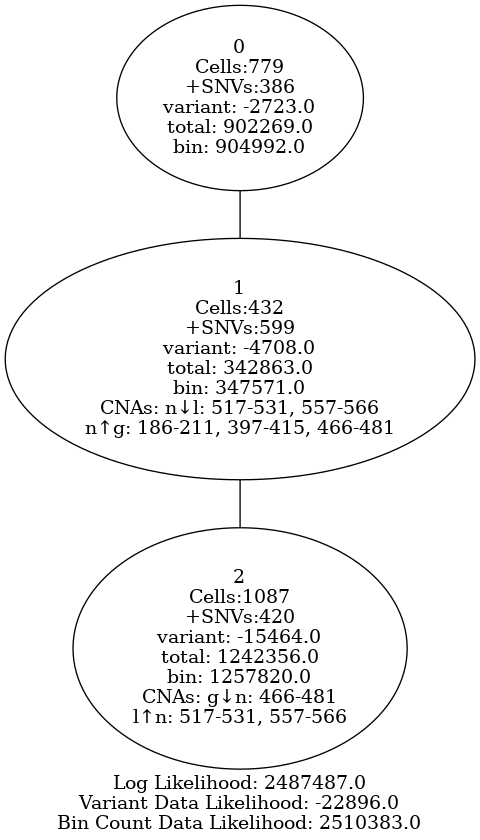 0
Cells:779
+SNVs:386
variant: -2723.0
total: 902269.0
bin: 904992.0
1
Cells:432
+SNVs:599
variant: -4708.0
total: 342863.0
bin: 347571.0
CNAs: n↓l: 517-531, 557-566
n↑g: 186-211, 397-415, 466-481
2
Cells:1087
+SNVs:420
variant: -15464.0
total: 1242356.0
bin: 1257820.0
CNAs: g↓n: 466-481
l↑n: 517-531, 557-566
Log Likelihood: 2487487.0
Variant Data Likelihood: -22896.0
Bin Count Data Likelihood: 2510383.0